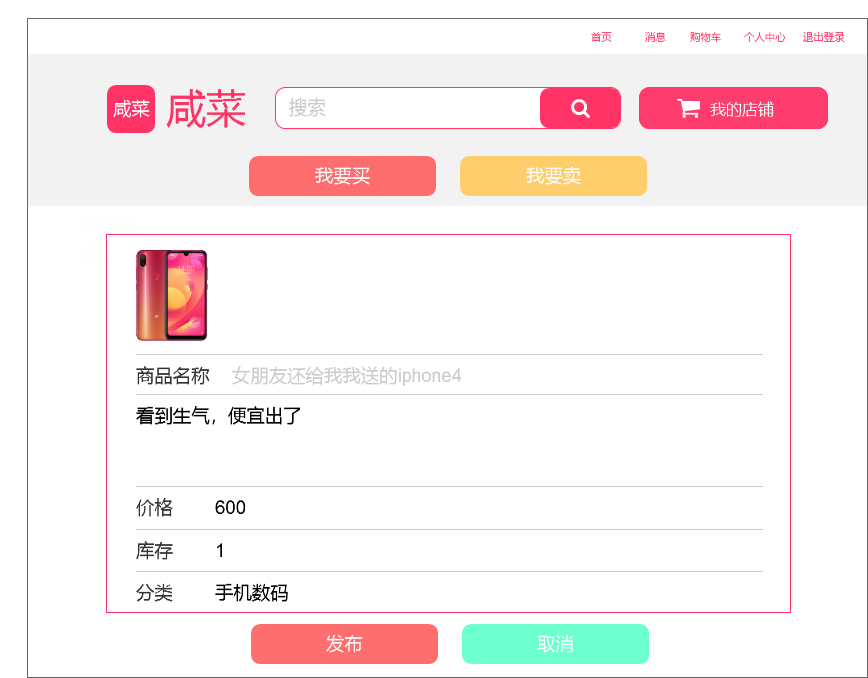 首页 消息 购物车 个人中心 退出登录
咸菜 咸菜 搜索 我的店铺
我要买 我要卖
商品名称 女朋友还给我我送的iphone4
看到生气，便宜出了
价格 600
库存 1
分类 手机数码
发布 取消